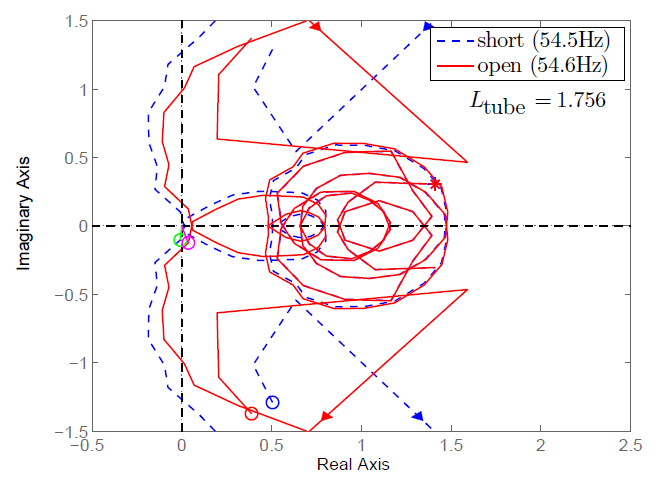 1.5
1
0.5
0
−0.5
−1
−1.5
−0.5 0 0.5 1 1.5 2 2.5
Imaginary Axis
Real Axis
short (54.5Hz)
open (54.6Hz)
Ltube = 1.756